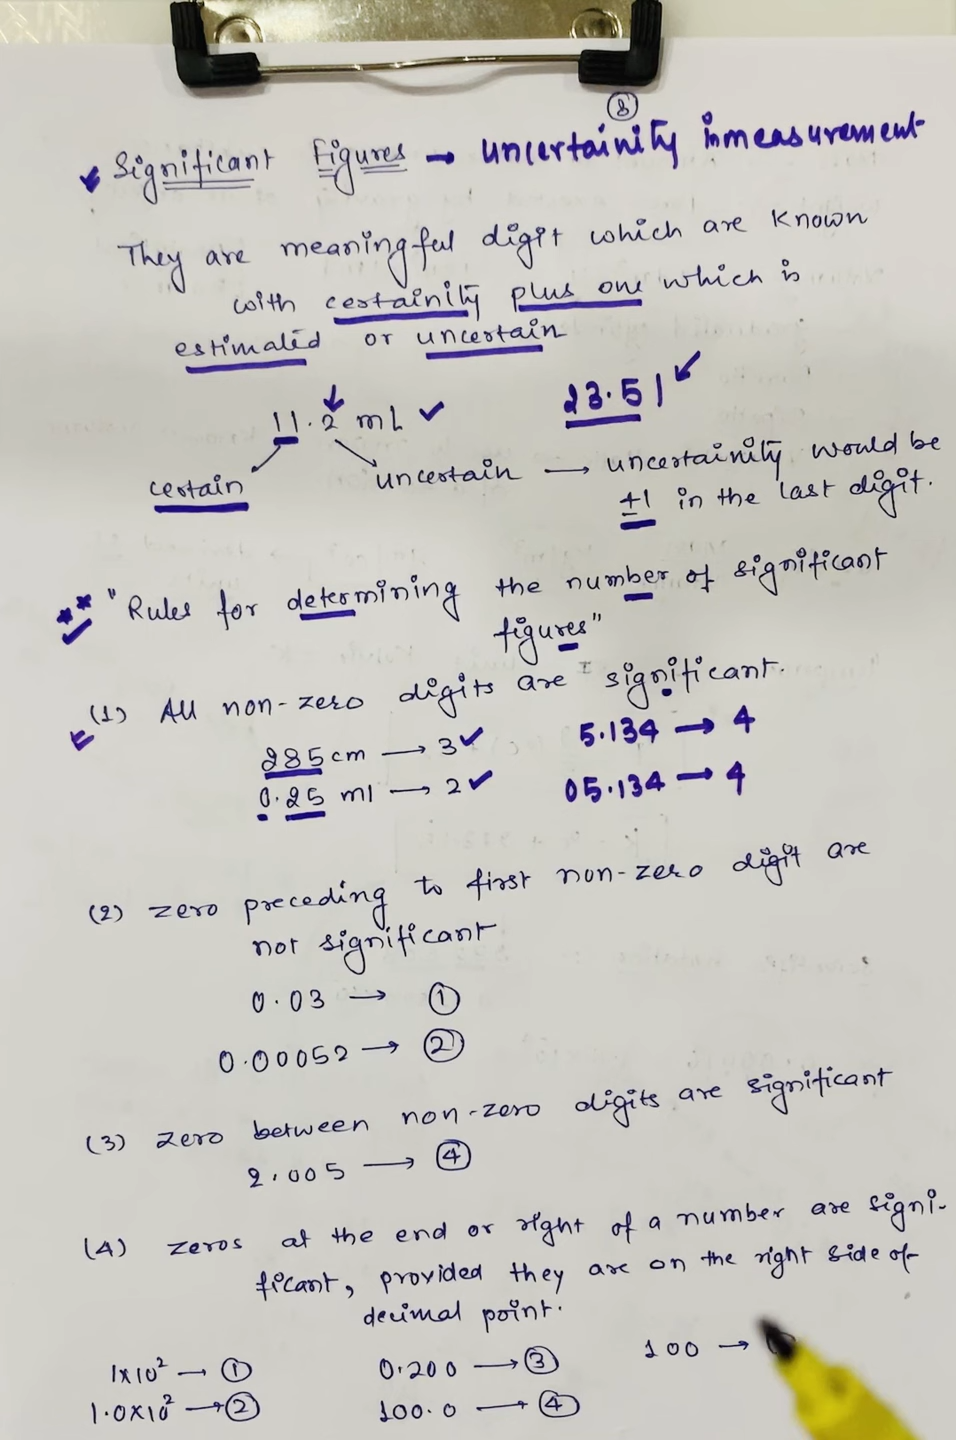 8
Significant Figures → uncertainity in measurement
They are meaningful digit which are known
with certainity plus one which is
estimated or uncertain
11.2 mL ✓ 23.51
certain uncertain → uncertainity would be
±1 in the last digit.
** "Rules for determining the number of significant
figures"
(1) All non-zero digits are significant.
285 cm → 3 ✓ 5.134 → 4
0.25 ml → 2 ✓ 05.134 → 4
(2) zero preceding to first non-zero digit are
not significant
0.03 → 1
0.00052 → 2
(3) zero between non-zero digits are significant
2.005 → 4
(4) zeros at the end or right of a number are signi-
ficant, provided they are on the right side of
decimal point.
1×10² → 1 0.200 → 3 100 →
1.0×10² → 2 100.0 → 4